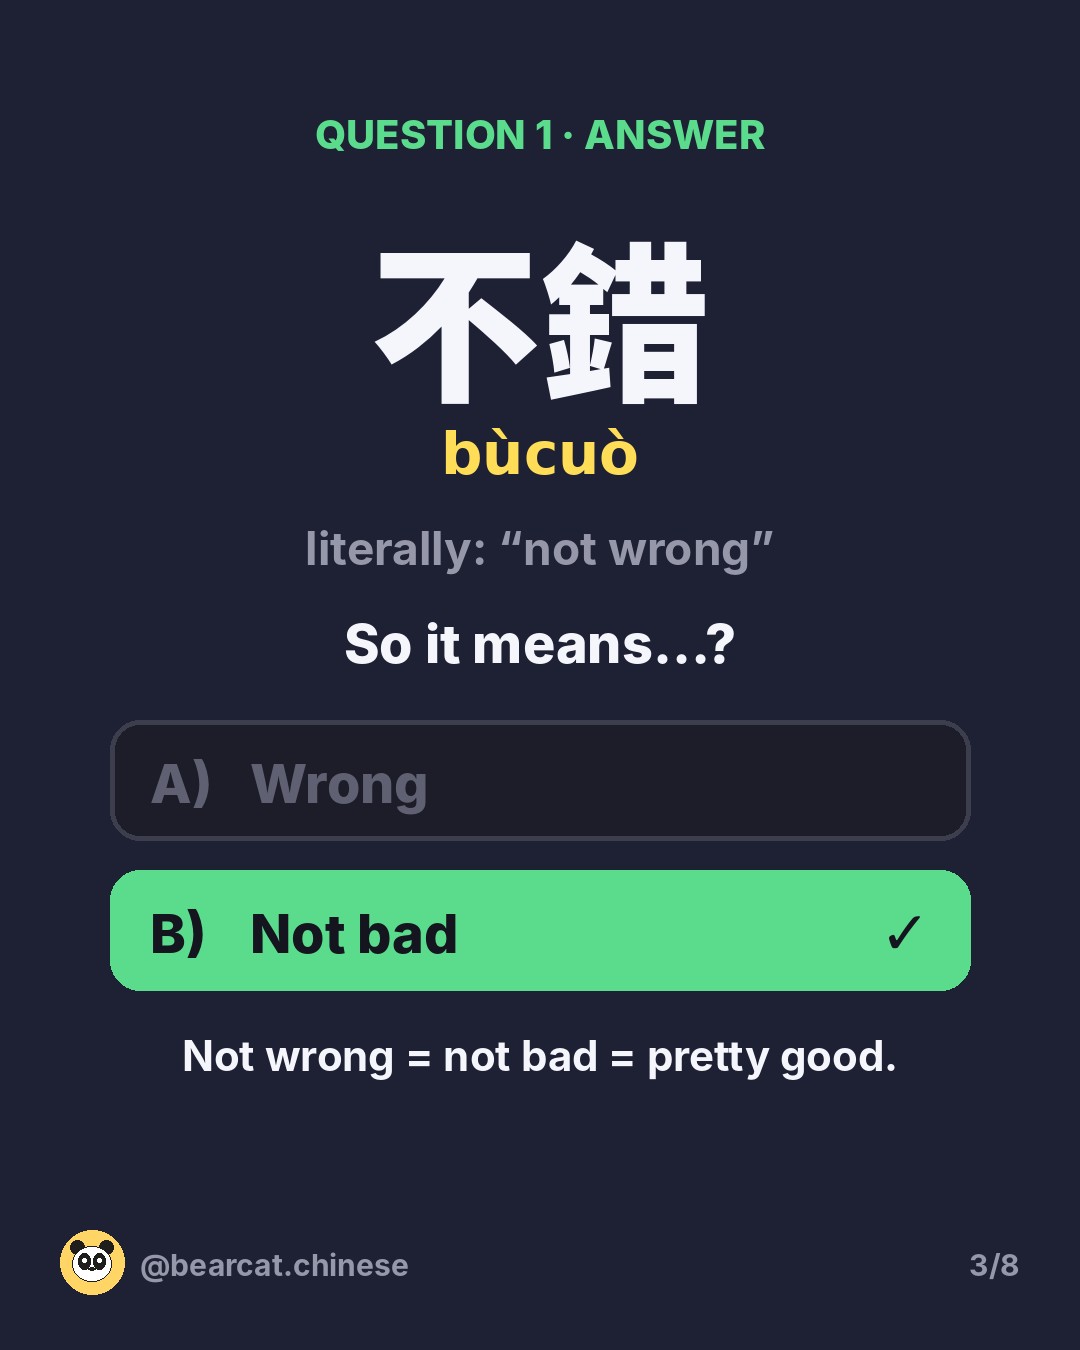 QUESTION 1 · ANSWER
不錯
bùcuò
literally: “not wrong”
So it means...?
A) Wrong
B) Not bad ✓
Not wrong = not bad = pretty good.
@bearcat.chinese
3/8